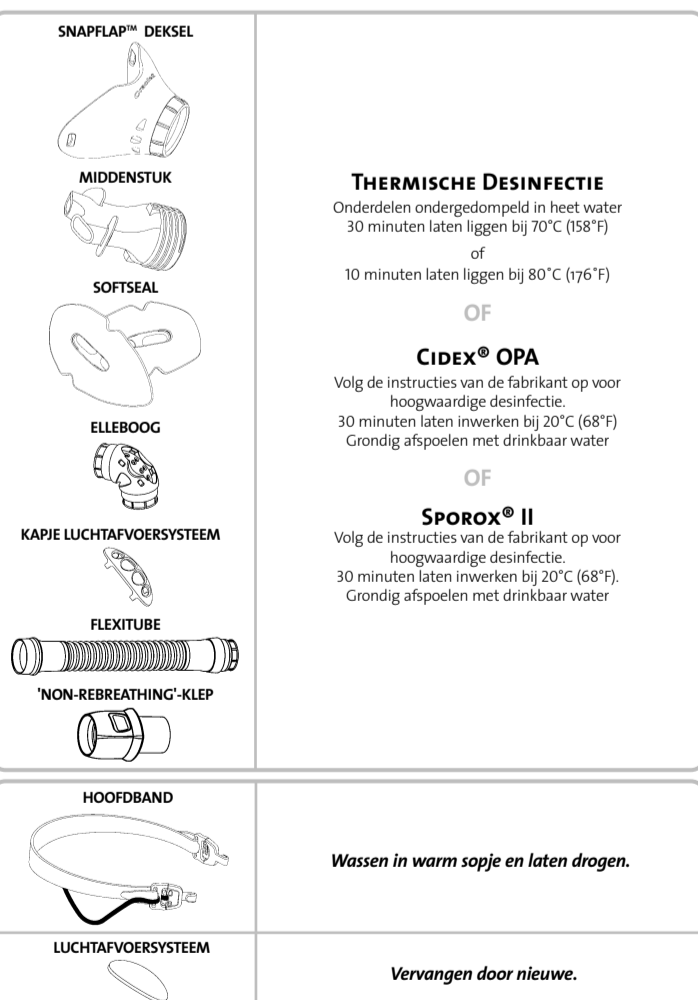 SNAPFLAP™ DEKSEL
MIDDENSTUK
SOFTSEAL
ELLEBOOG
KAPJE LUCHTAFVOERSYSTEEM
FLEXITUBE
'NON-REBREATHING'-KLEP
THERMISCHE DESINFECTIE
Onderdelen ondergedompeld in heet water
30 minuten laten liggen bij 70°C (158°F)
of
10 minuten laten liggen bij 80°C (176°F)
OF
CIDEX® OPA
Volg de instructies van de fabrikant op voor
hoogwaardige desinfectie.
30 minuten laten inwerken bij 20°C (68°F)
Grondig afspoelen met drinkbaar water
OF
SPOROX® II
Volg de instructies van de fabrikant op voor
hoogwaardige desinfectie.
30 minuten laten inwerken bij 20°C (68°F).
Grondig afspoelen met drinkbaar water
HOOFDBAND
Wassen in warm sopje en laten drogen.
LUCHTAFVOERSYSTEEM
Vervangen door nieuwe.